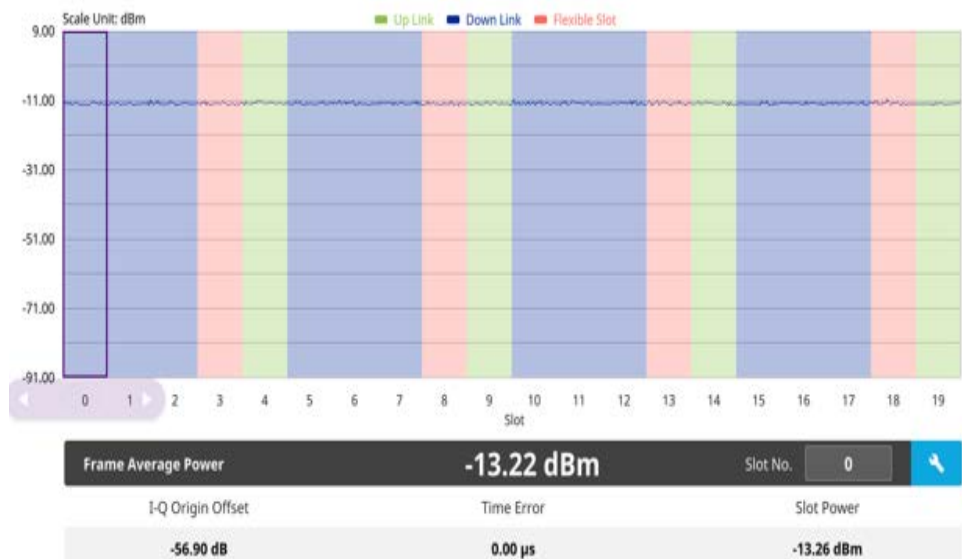 Scale Unit: dBm
Up Link Down Link Flexible Slot
9.00
-11.00
-31.00
-51.00
-71.00
-91.00
0 1 2 3 4 5 6 7 8 9 10 11 12 13 14 15 16 17 18 19
Slot
Frame Average Power -13.22 dBm Slot No. 0
I-Q Origin Offset Time Error Slot Power
-56.90 dB 0.00 μs -13.26 dBm